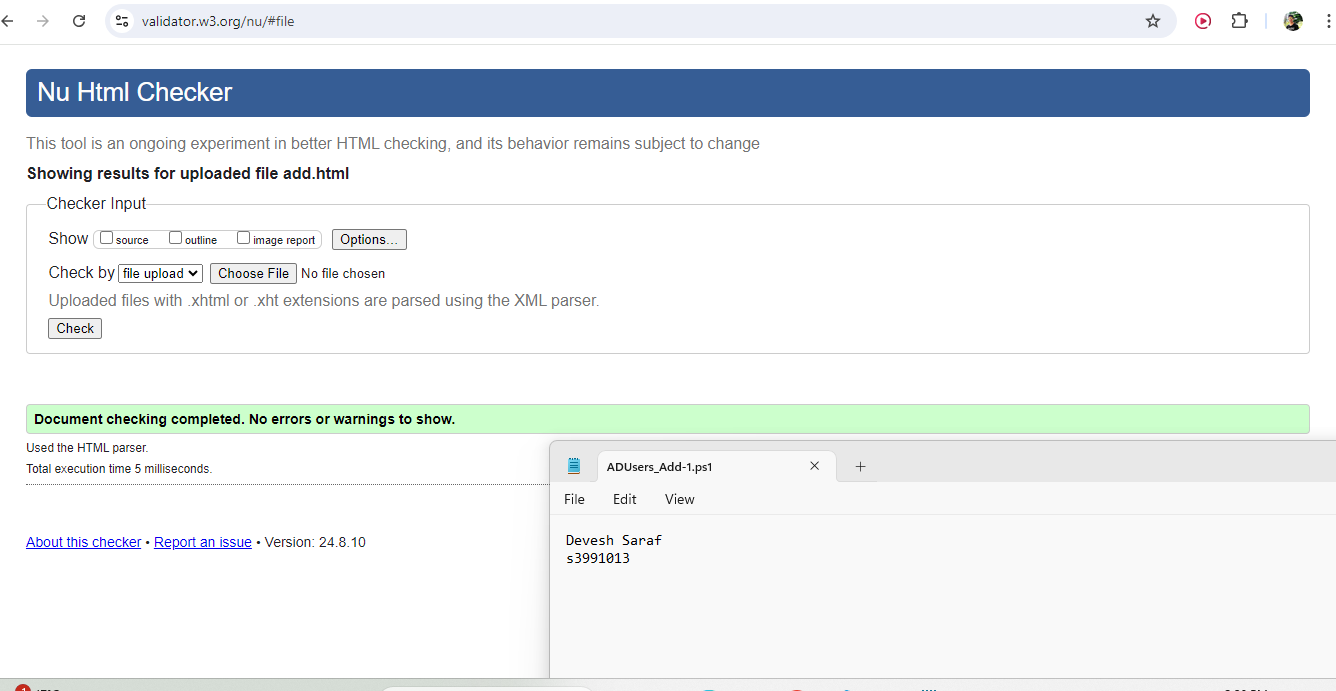 validator.w3.org/nu/#file
Nu Html Checker
This tool is an ongoing experiment in better HTML checking, and its behavior remains subject to change
Showing results for uploaded file add.html
Checker Input
Show source outline image report Options...
Check by file upload Choose File No file chosen
Uploaded files with .xhtml or .xht extensions are parsed using the XML parser.
Check
Document checking completed. No errors or warnings to show.
Used the HTML parser.
Total execution time 5 milliseconds.
About this checker • Report an issue • Version: 24.8.10
ADUsers_Add-1.ps1
File Edit View
Devesh Saraf
s3991013